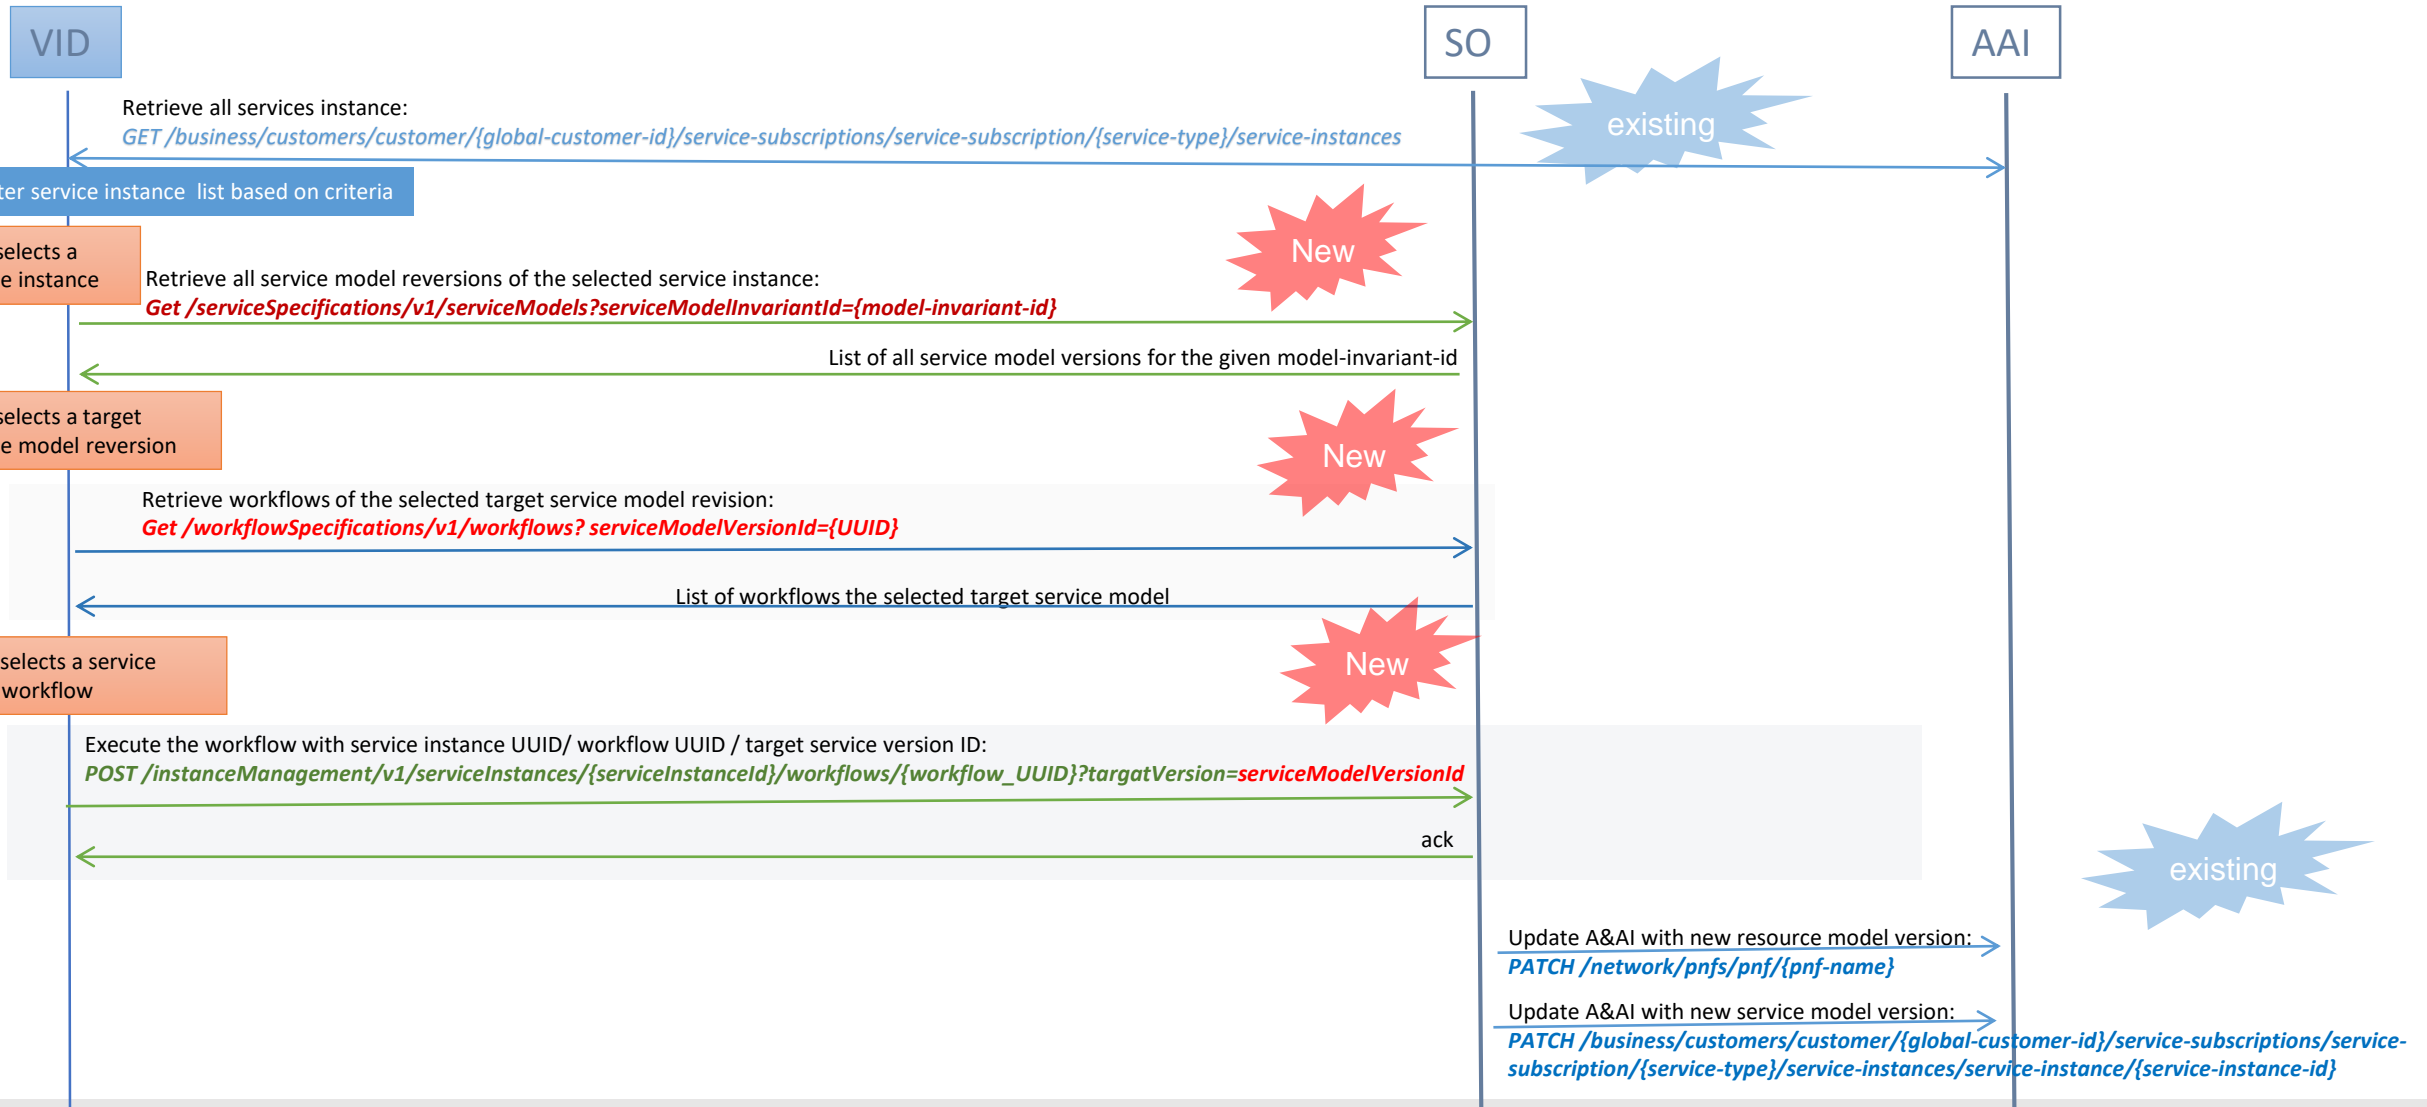 VID
SO
AAI
Retrieve all services instance:
GET /business/customers/customer/{global-customer-id}/service-subscriptions/service-subscription/{service-type}/service-instances
existing
ter service instance list based on criteria
selects a
e instance
New
Retrieve all service model reversions of the selected service instance:
Get /serviceSpecifications/v1/serviceModels?serviceModelInvariantId={model-invariant-id}
List of all service model versions for the given model-invariant-id
selects a target
e model reversion
New
Retrieve workflows of the selected target service model revision:
Get /workflowSpecifications/v1/workflows? serviceModelVersionId={UUID}
List of workflows the selected target service model
selects a service
workflow
New
Execute the workflow with service instance UUID/ workflow UUID / target service version ID:
POST /instanceManagement/v1/serviceInstances/{serviceInstanceId}/workflows/{workflow_UUID}?targatVersion=serviceModelVersionId
ack
existing
Update A&AI with new resource model version:
PATCH /network/pnfs/pnf/{pnf-name}
Update A&AI with new service model version:
PATCH /business/customers/customer/{global-customer-id}/service-subscriptions/service-
subscription/{service-type}/service-instances/service-instance/{service-instance-id}